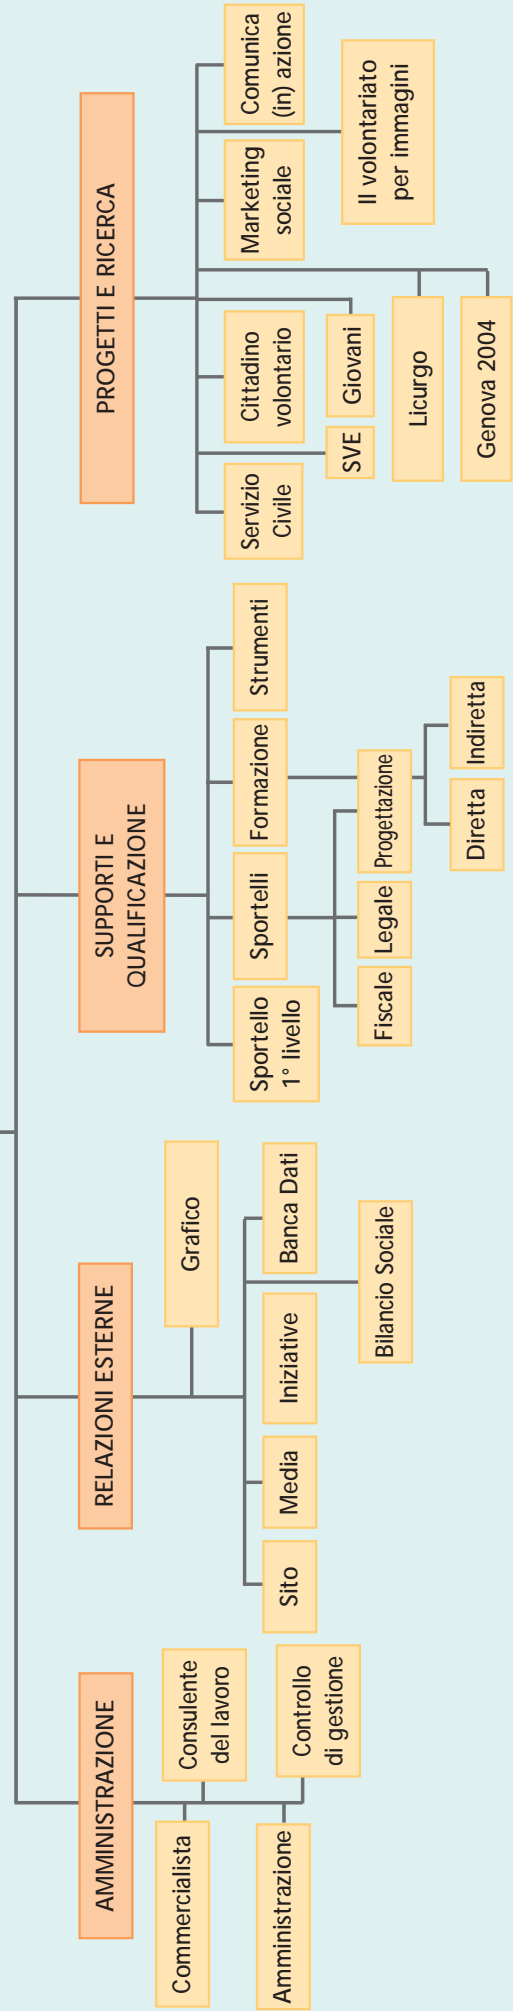 AMMINISTRAZIONE
Commercialista
Consulente
del lavoro
Amministrazione
Controllo
di gestione
RELAZIONI ESTERNE
Grafico
Sito
Media
Iniziative
Banca Dati
Bilancio Sociale
SUPPORTI E
QUALIFICAZIONE
Sportello
1° livello
Sportelli
Formazione
Strumenti
Fiscale
Legale
Progettazione
Diretta
Indiretta
PROGETTI E RICERCA
Servizio
Civile
Cittadino
volontario
Marketing
sociale
Comunica
(in) azione
SVE
Giovani
Il volontariato
per immagini
Licurgo
Genova 2004